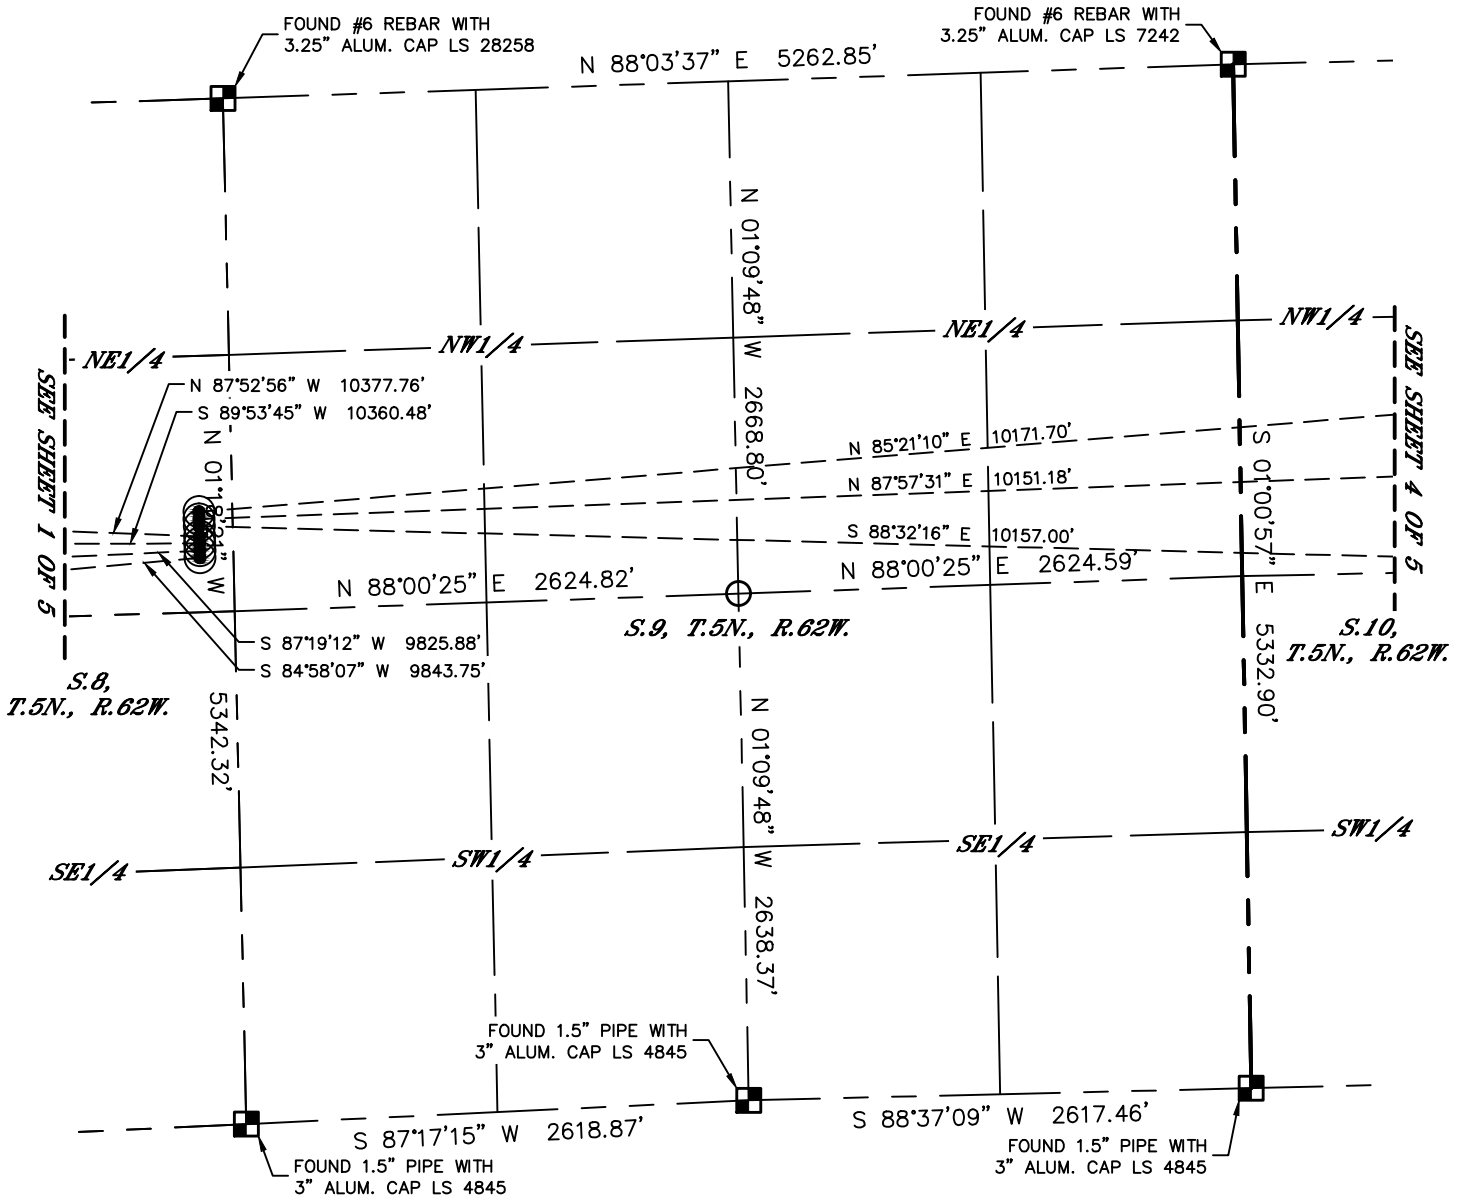 FOUND #6 REBAR WITH
3.25" ALUM. CAP LS 28258
FOUND #6 REBAR WITH
3.25" ALUM. CAP LS 7242
N 88°03'37" E 5262.85'
N 01°09'48" W 2668.80'
NE1/4
NW1/4
NE1/4
NW1/4
SEE SHEET 1 OF 5
SEE SHEET 4 OF 5
N 87°52'56" W 10377.76'
S 89°53'45" W 10360.48'
N 01°18'21" W 5342.32'
N 85°21'10" E 10171.70'
N 87°57'31" E 10151.18'
S 88°32'16" E 10157.00'
S 01°00'57" E 5332.90'
N 88°00'25" E 2624.82'
N 88°00'25" E 2624.59'
S.9, T.5N., R.62W.
S.10,
T.5N., R.62W.
S 87°19'12" W 9825.88'
S 84°58'07" W 9843.75'
S.8,
T.5N., R.62W.
N 01°09'48" W 2638.37'
SE1/4
SW1/4
SE1/4
SW1/4
FOUND 1.5" PIPE WITH
3" ALUM. CAP LS 4845
S 87°17'15" W 2618.87'
S 88°37'09" W 2617.46'
FOUND 1.5" PIPE WITH
3" ALUM. CAP LS 4845
FOUND 1.5" PIPE WITH
3" ALUM. CAP LS 4845